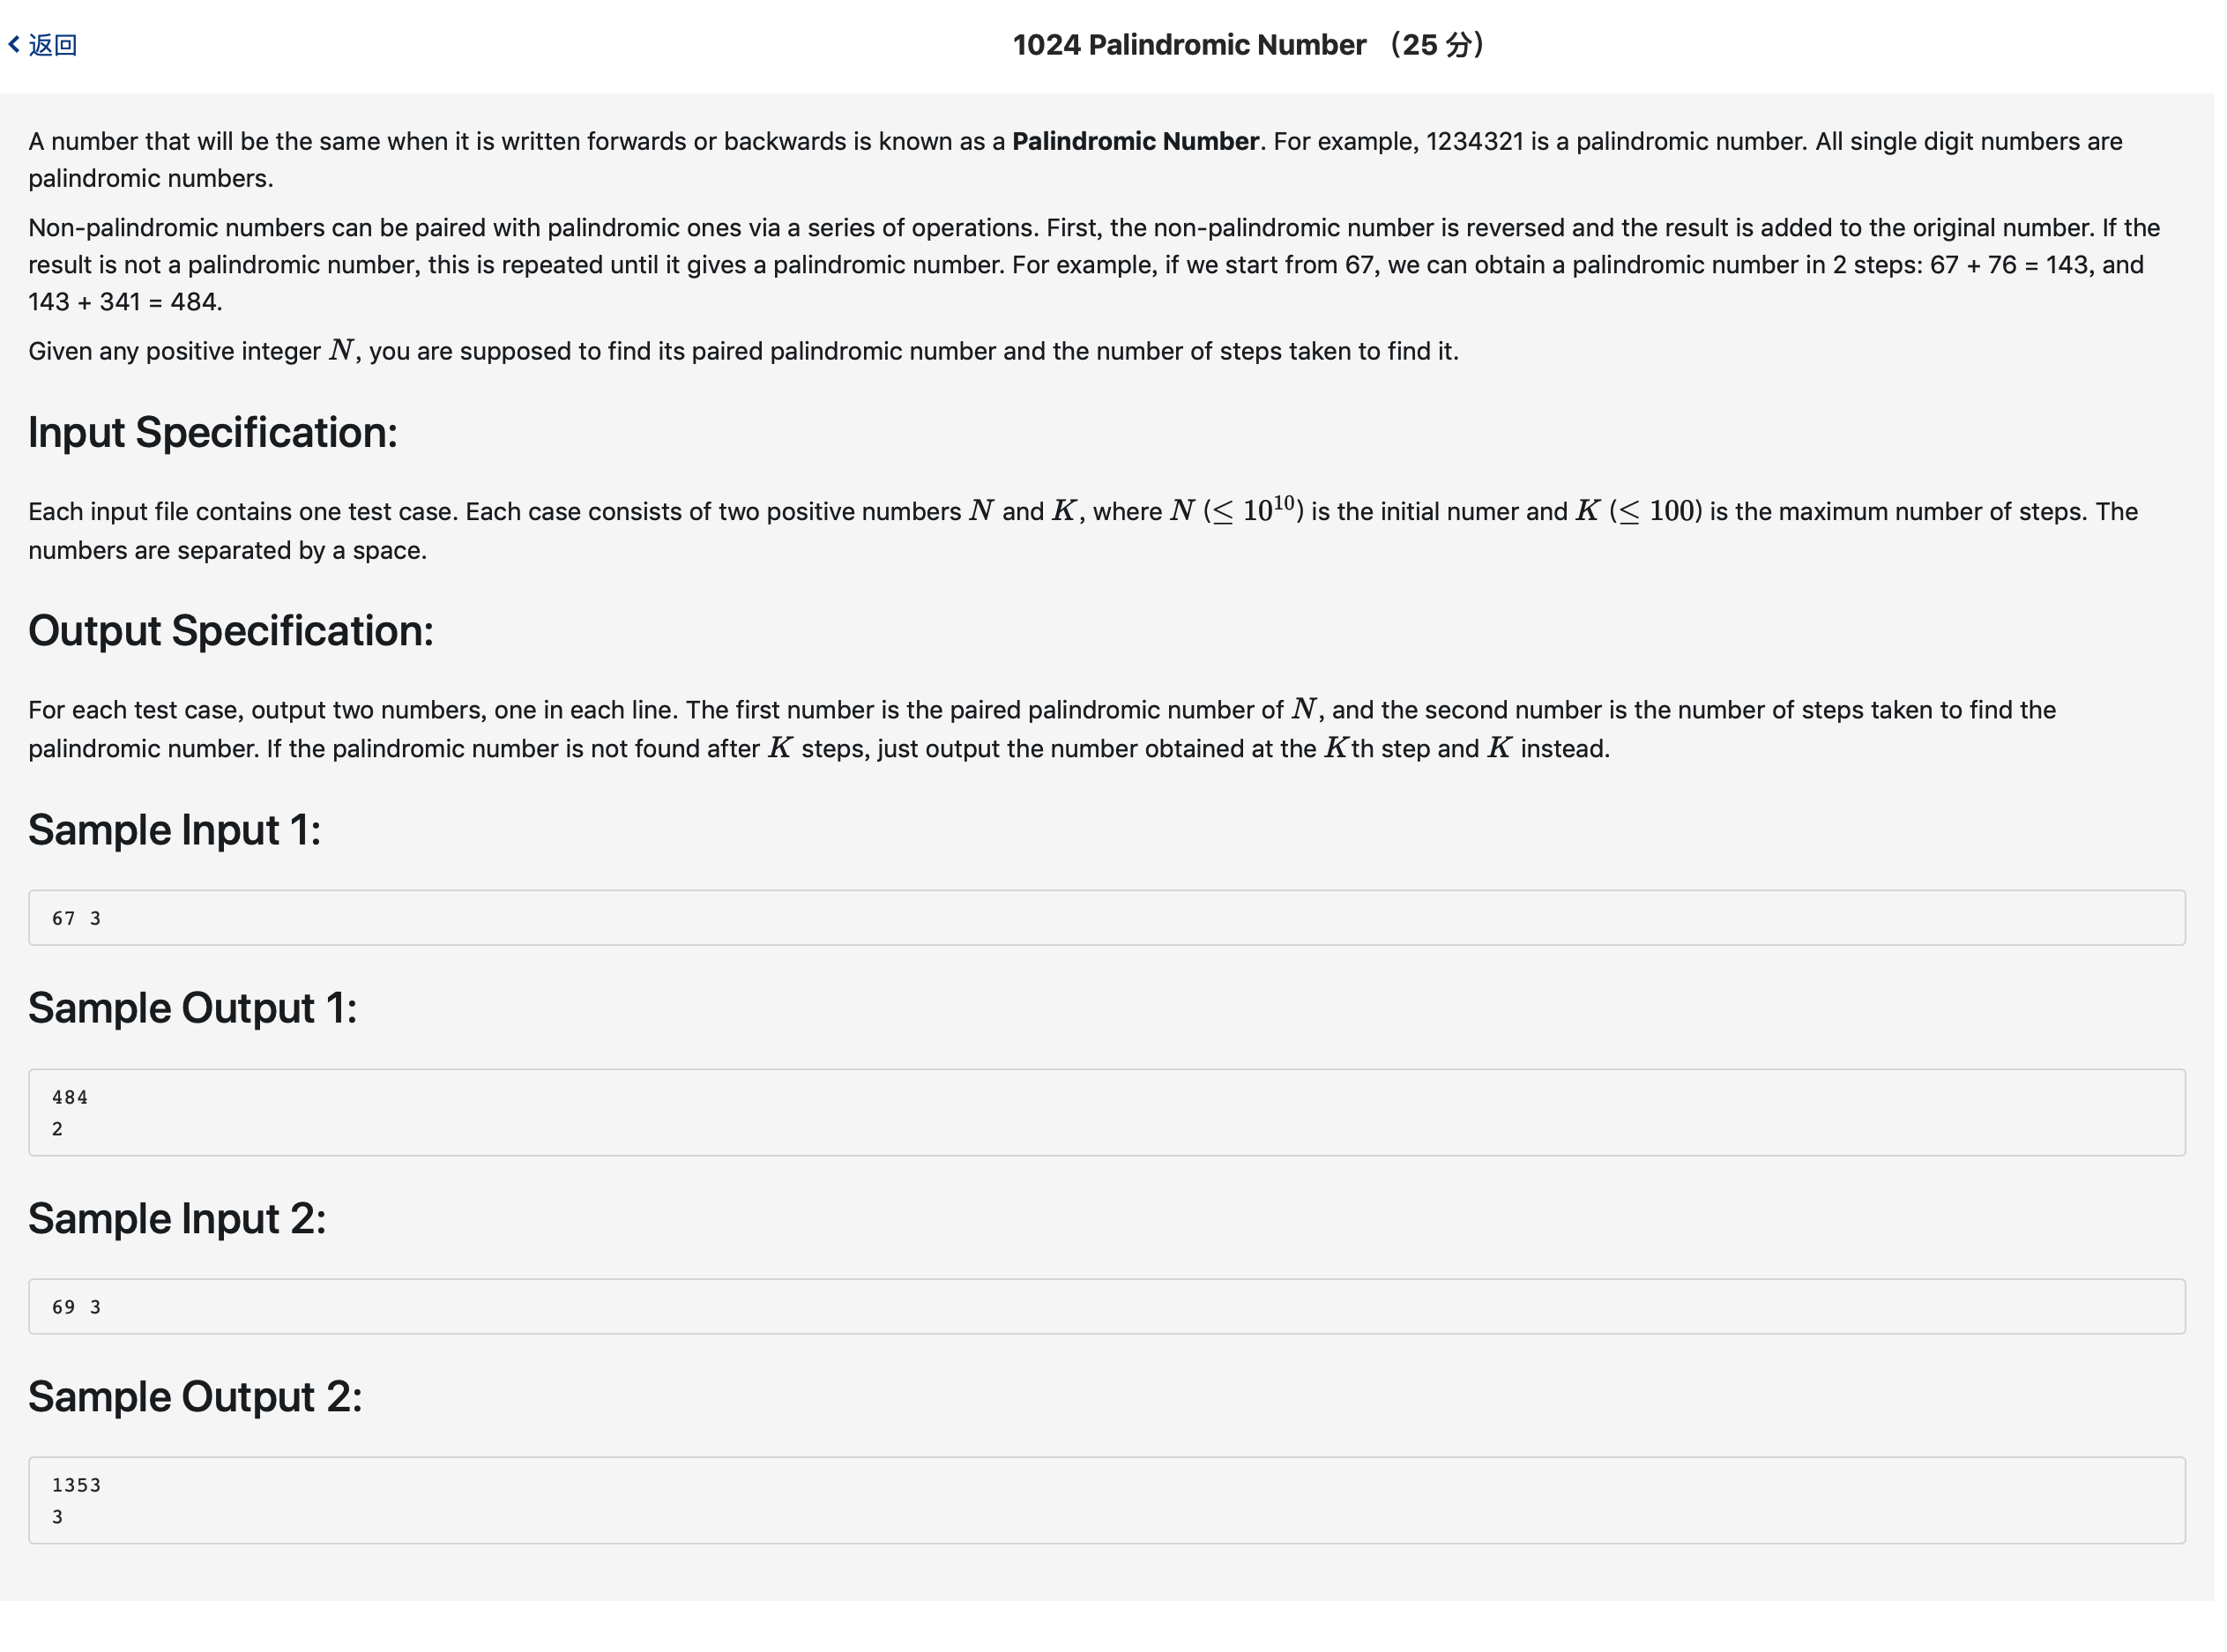 返回
1024 Palindromic Number （25 分）
A number that will be the same when it is written forwards or backwards is known as a Palindromic Number. For example, 1234321 is a palindromic number. All single digit numbers are
palindromic numbers.
Non-palindromic numbers can be paired with palindromic ones via a series of operations. First, the non-palindromic number is reversed and the result is added to the original number. If the
result is not a palindromic number, this is repeated until it gives a palindromic number. For example, if we start from 67, we can obtain a palindromic number in 2 steps: 67 + 76 = 143, and
143 + 341 = 484.
Given any positive integer N, you are supposed to find its paired palindromic number and the number of steps taken to find it.
Input Specification:
Each input file contains one test case. Each case consists of two positive numbers N and K, where N (≤ 10¹⁰) is the initial numer and K (≤ 100) is the maximum number of steps. The
numbers are separated by a space.
Output Specification:
For each test case, output two numbers, one in each line. The first number is the paired palindromic number of N, and the second number is the number of steps taken to find the
palindromic number. If the palindromic number is not found after K steps, just output the number obtained at the Kth step and K instead.
Sample Input 1:
67 3
Sample Output 1:
484
2
Sample Input 2:
69 3
Sample Output 2:
1353
3